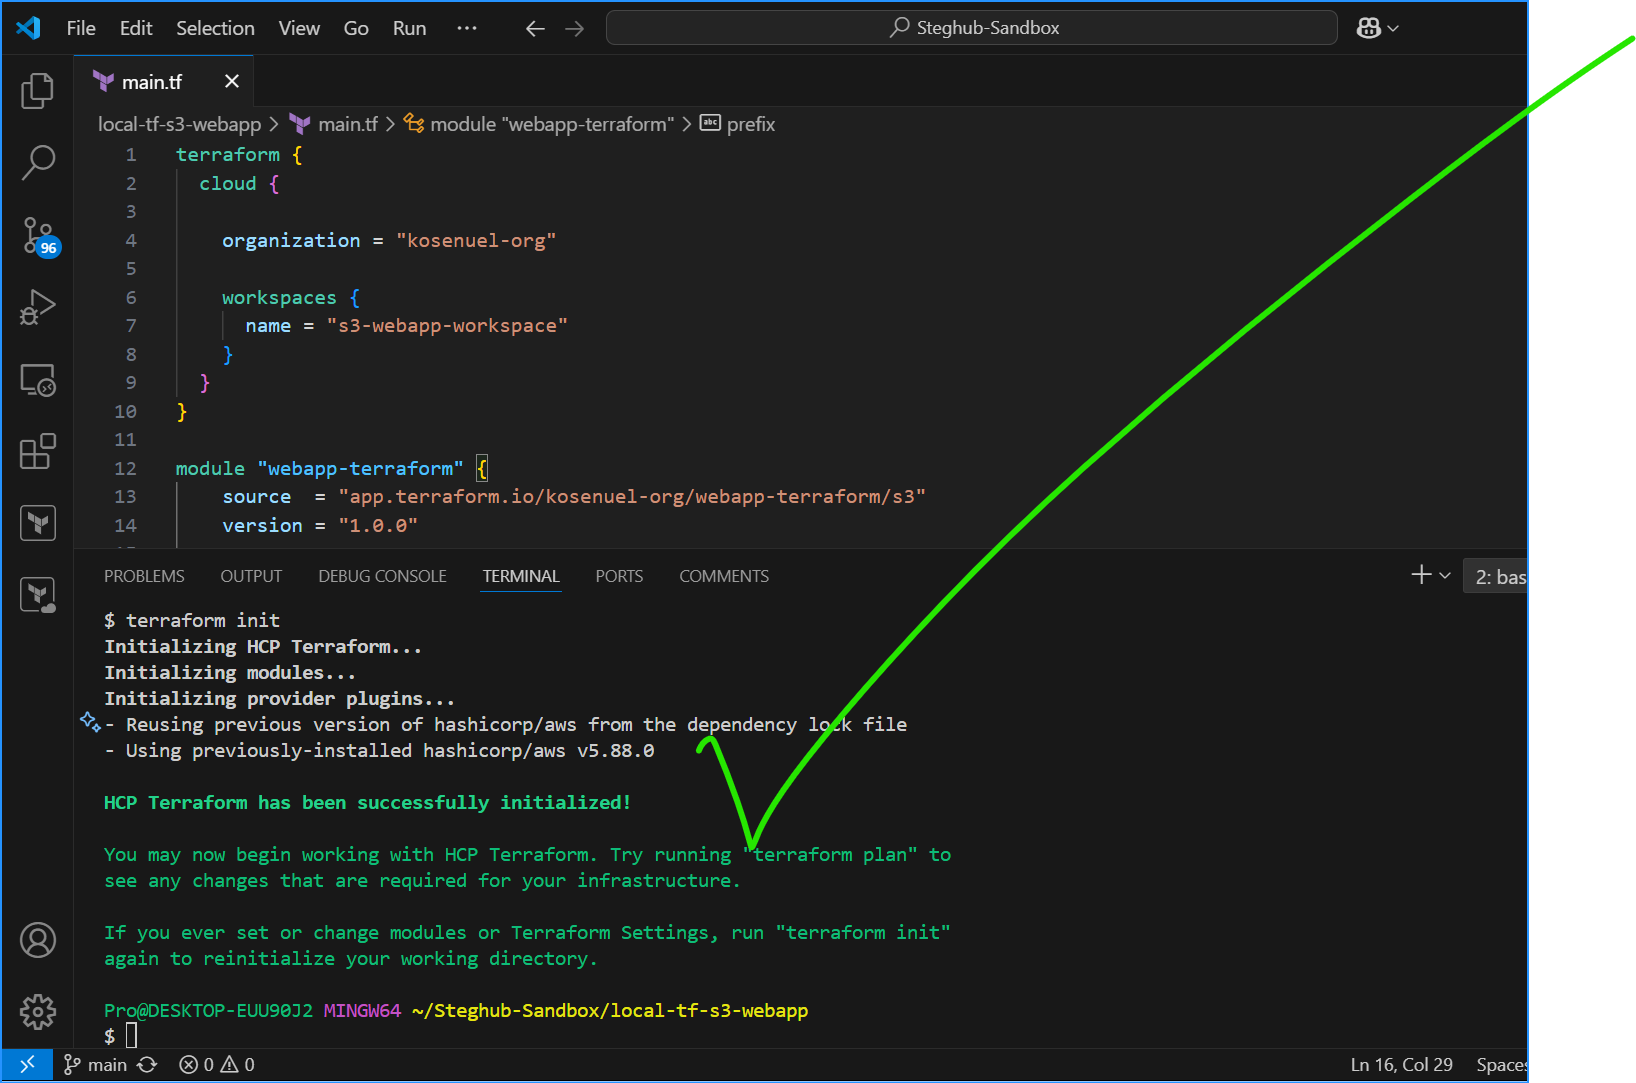 File Edit Selection View Go Run ··· Steghub-Sandbox
main.tf
local-tf-s3-webapp > main.tf > module "webapp-terraform" > abc prefix
1 terraform {
2 cloud {
3
4 organization = "kosenuel-org"
5
6 workspaces {
7 name = "s3-webapp-workspace"
8 }
9 }
10 }
11
12 module "webapp-terraform" {
13 source = "app.terraform.io/kosenuel-org/webapp-terraform/s3"
14 version = "1.0.0"
96
PROBLEMS OUTPUT DEBUG CONSOLE TERMINAL PORTS COMMENTS 2: bas
$ terraform init
Initializing HCP Terraform...
Initializing modules...
Initializing provider plugins...
- Reusing previous version of hashicorp/aws from the dependency lock file
- Using previously-installed hashicorp/aws v5.88.0
HCP Terraform has been successfully initialized!
You may now begin working with HCP Terraform. Try running "terraform plan" to
see any changes that are required for your infrastructure.
If you ever set or change modules or Terraform Settings, run "terraform init"
again to reinitialize your working directory.
Pro@DESKTOP-EUU90J2 MINGW64 ~/Steghub-Sandbox/local-tf-s3-webapp
$
main 0 0 Ln 16, Col 29 Spaces